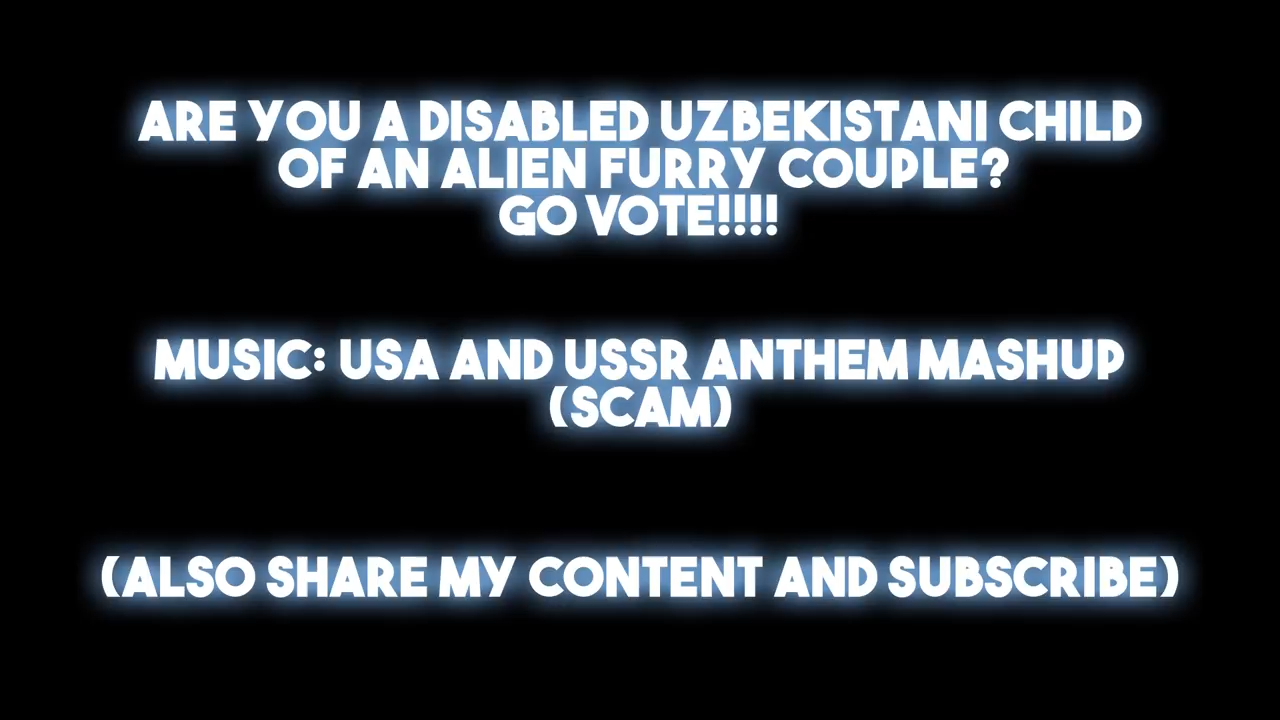 ARE YOU A DISABLED UZBEKISTANI CHILD
OF AN ALIEN FURRY COUPLE?
GO VOTE!!!!
MUSIC: USA AND USSR ANTHEM MASHUP
(SCAM)
(ALSO SHARE MY CONTENT AND SUBSCRIBE)